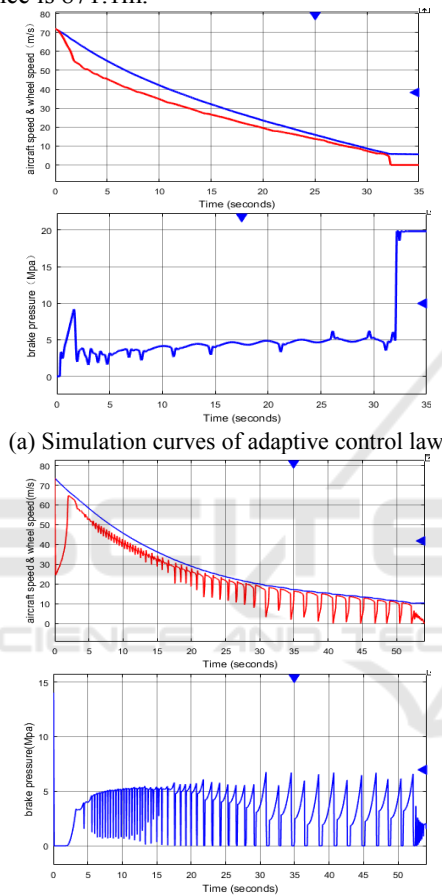 nce is 871.1m.
80
70
60
50
40
30
20
10
0
aircraft speed & wheel speed (m/s)
0 5 10 15 20 25 30 35
Time (seconds)
20
15
10
5
0
brake pressure (Mpa)
0 5 10 15 20 25 30 35
Time (seconds)
(a) Simulation curves of adaptive control law
80
70
60
50
40
30
20
10
0
aircraft speed & wheel speed(m/s)
0 5 10 15 20 25 30 35 40 45 50
Time (seconds)
15
10
5
0
brake pressure(Mpa)
0 5 10 15 20 25 30 35 40 45 50
Time (seconds)